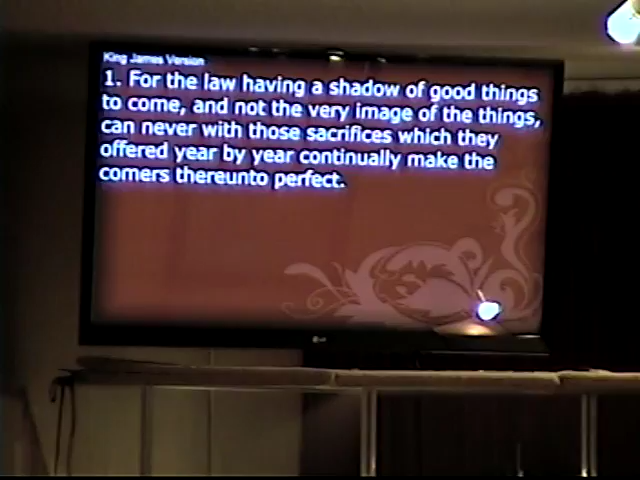 King James Version
1. For the law having a shadow of good things
to come, and not the very image of the things,
can never with those sacrifices which they
offered year by year continually make the
comers thereunto perfect.
LG